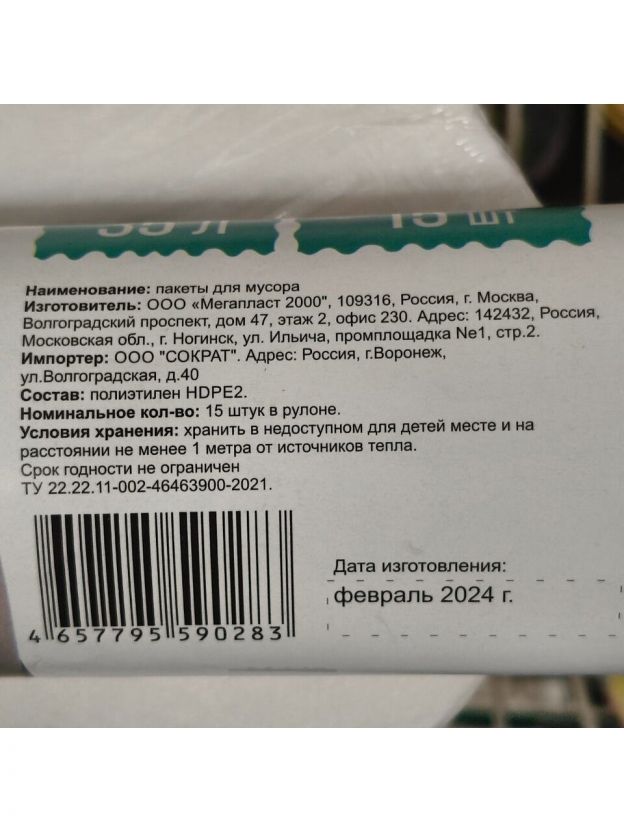 15 шт
Наименование: пакеты для мусора
Изготовитель: ООО «Мегапласт 2000", 109316, Россия, г. Москва,
Волгоградский проспект, дом 47, этаж 2, офис 230. Адрес: 142432, Россия,
Московская обл., г. Ногинск, ул. Ильича, промплощадка №1, стр.2.
Импортер: ООО "СОКРАТ". Адрес: Россия, г.Воронеж,
ул.Волгоградская, д.40
Состав: полиэтилен HDPE2.
Номинальное кол-во: 15 штук в рулоне.
Условия хранения: хранить в недоступном для детей месте и на
расстоянии не менее 1 метра от источников тепла.
Срок годности не ограничен
ТУ 22.22.11-002-46463900-2021.
Дата изготовления:
февраль 2024 г.
4 657795 590283